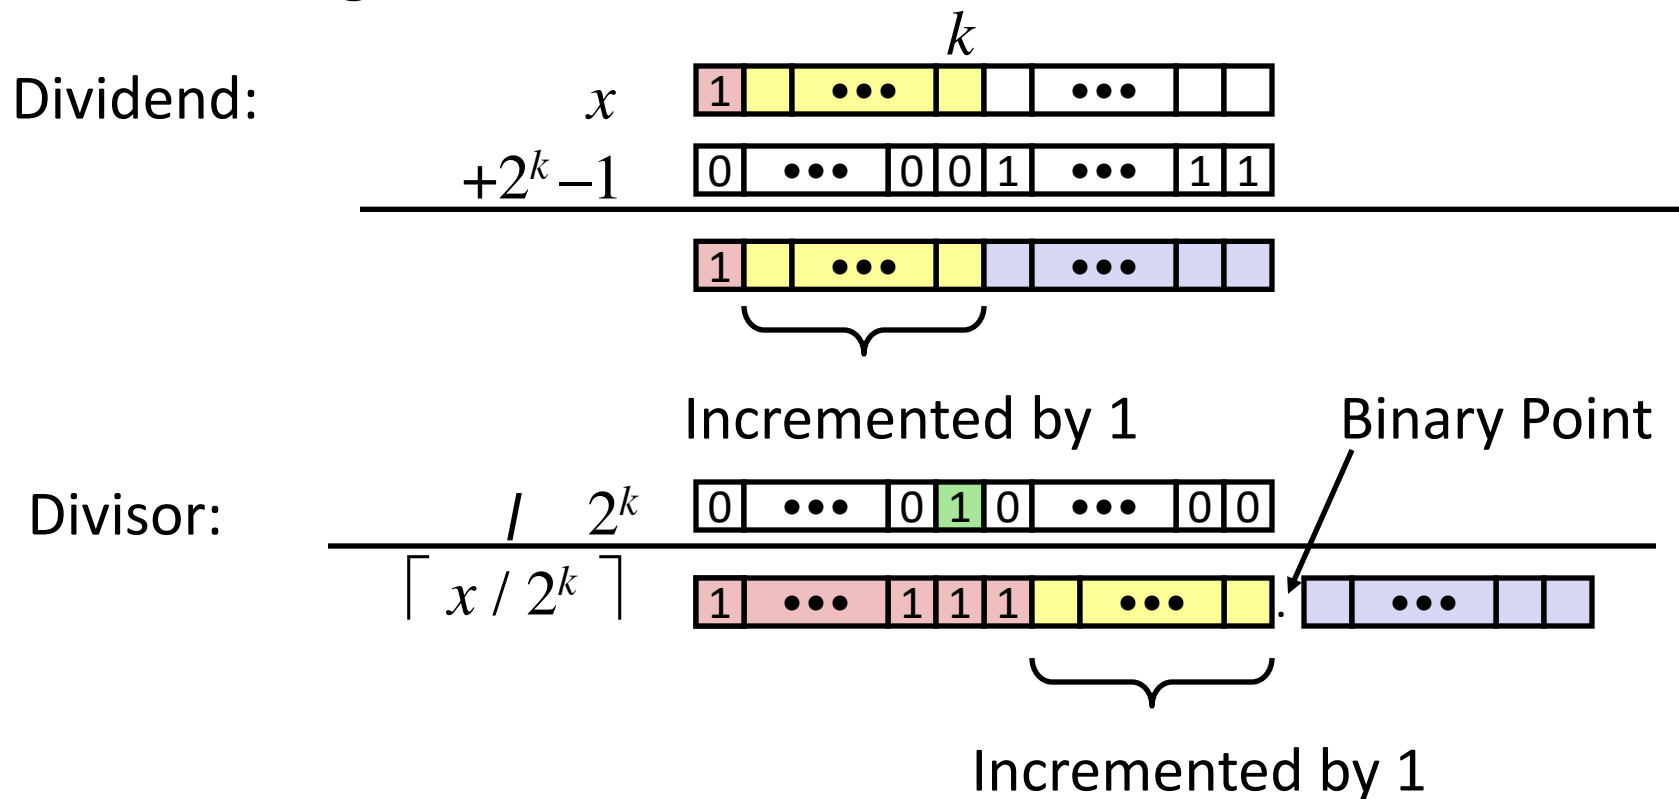 k
Dividend: x 1 ••• •••
+2^k –1 0 ••• 0 0 1 ••• 1 1
1 ••• •••
Incremented by 1 Binary Point
Divisor: / 2^k 0 ••• 0 1 0 ••• 0 0
⌈ x / 2^k ⌉ 1 ••• 1 1 1 ••• . •••
Incremented by 1